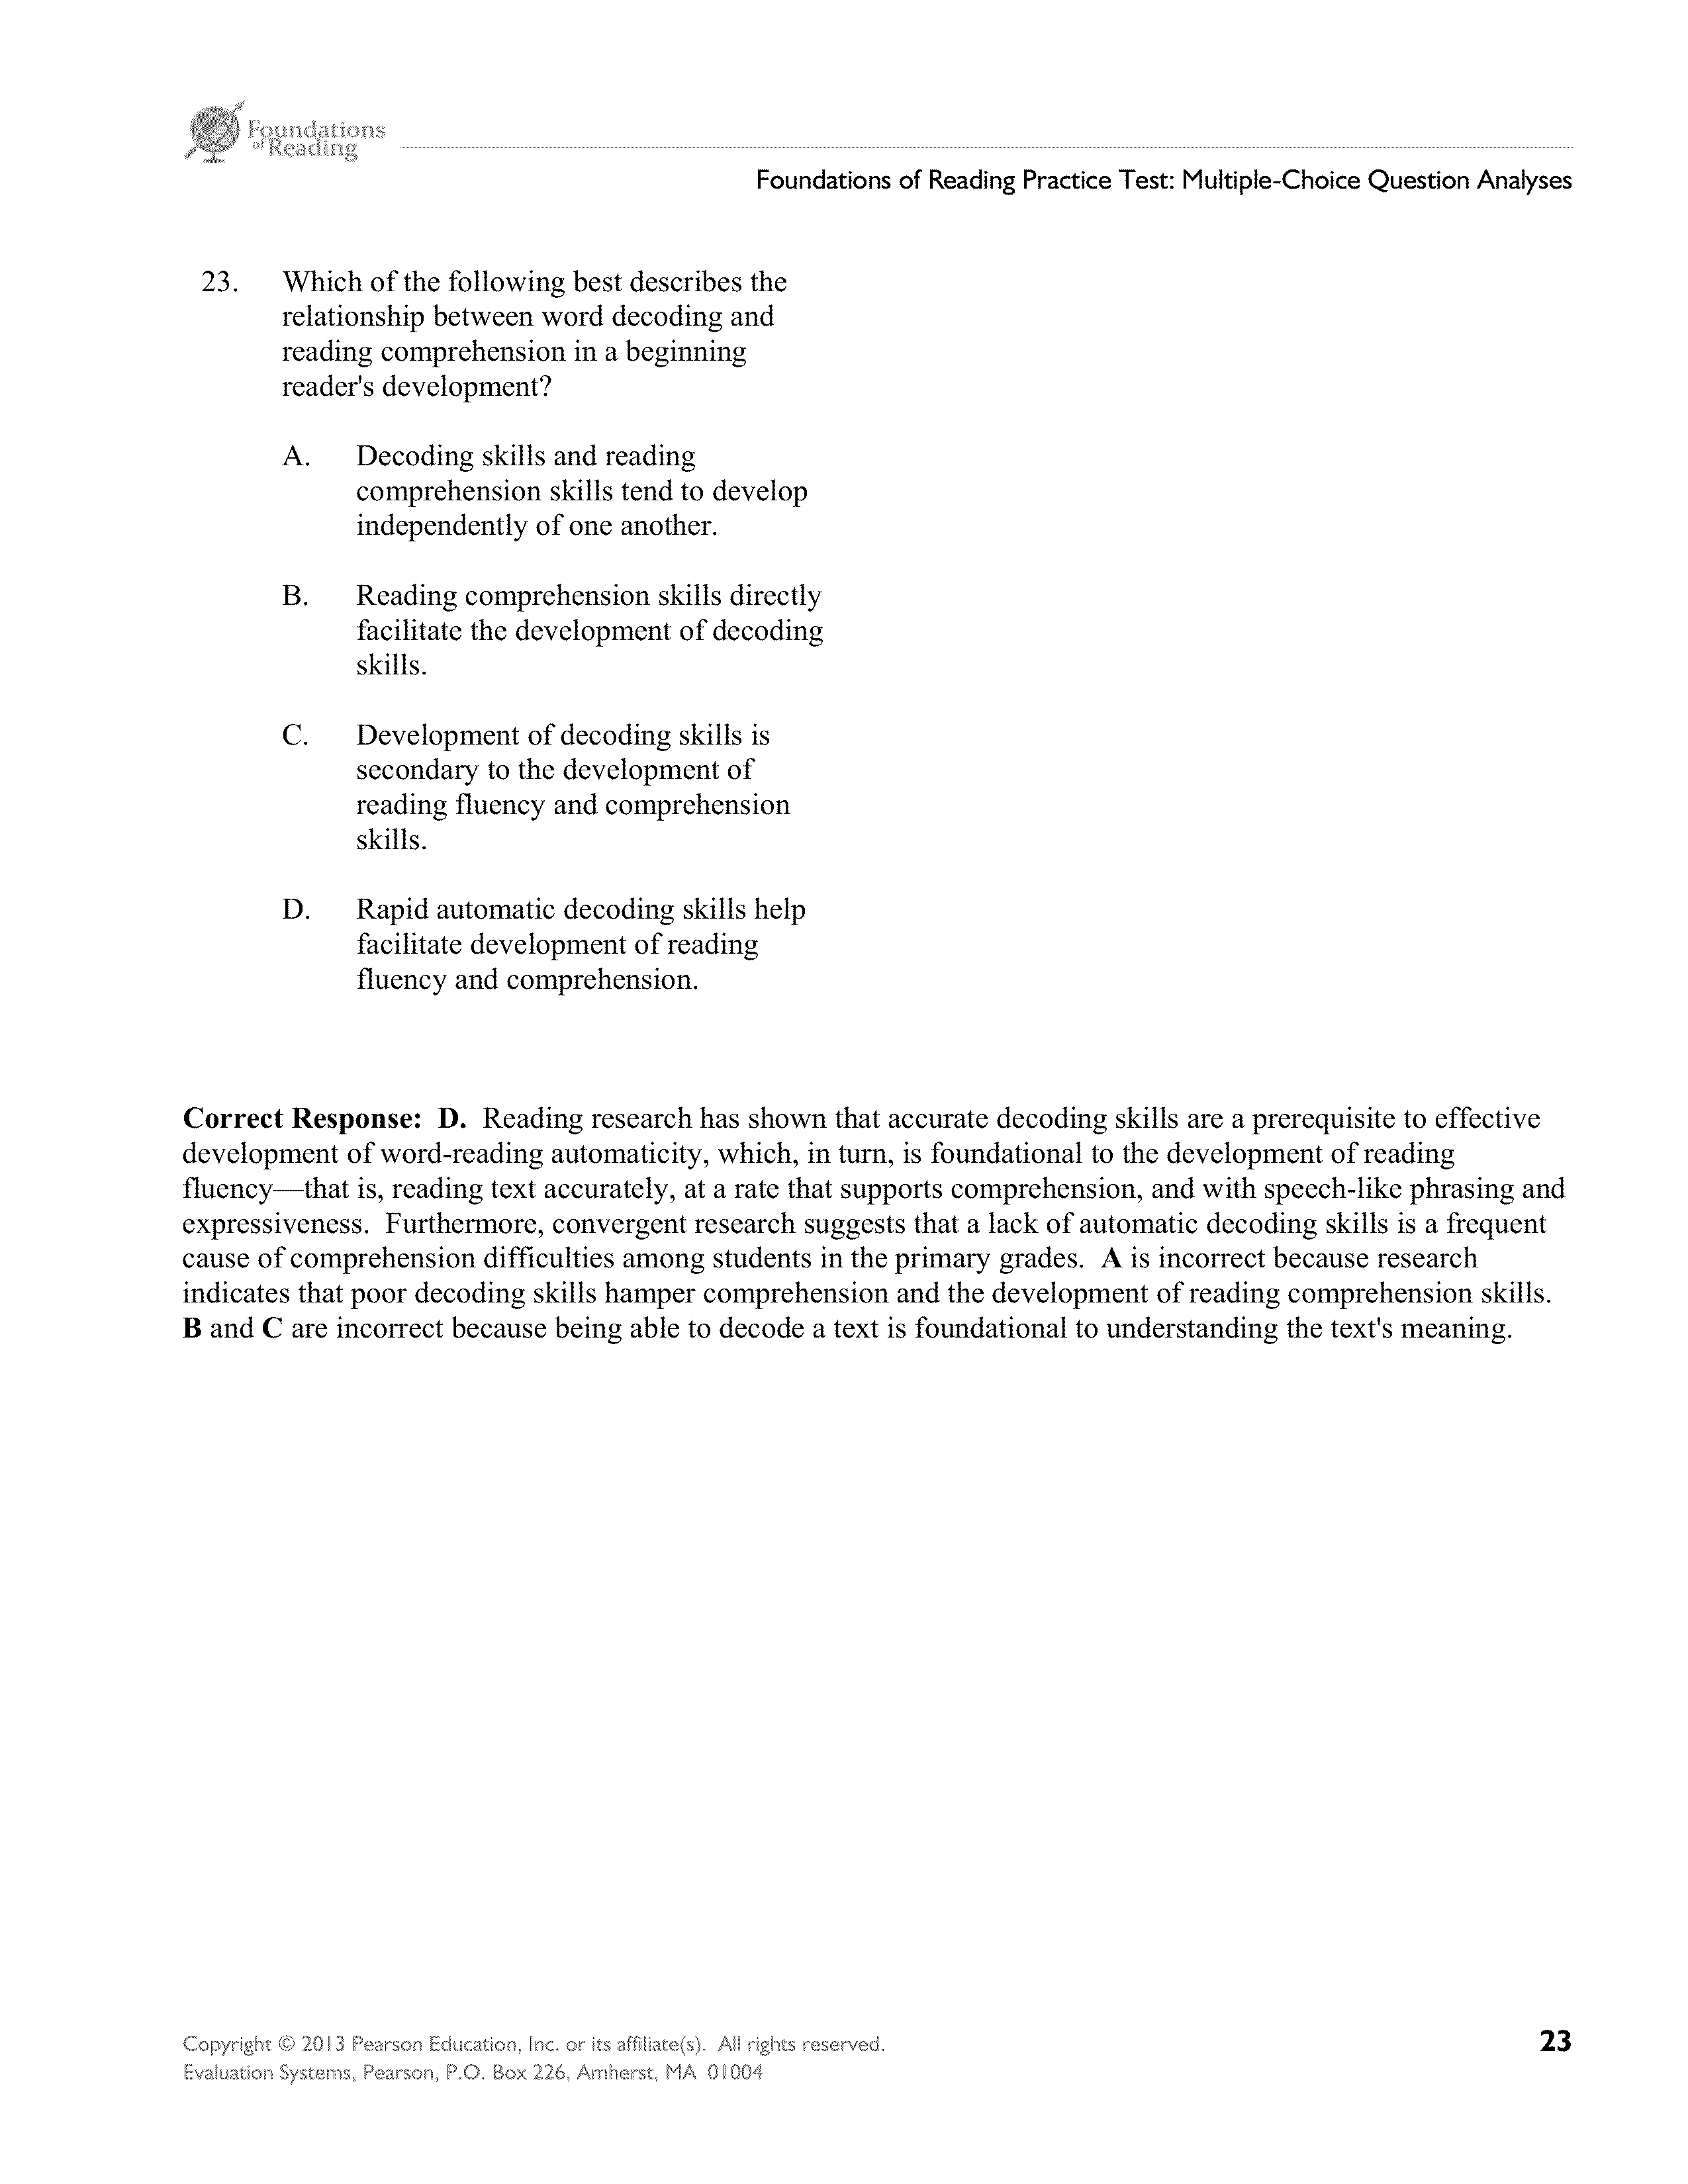 Foundations
of Reading
Foundations of Reading Practice Test: Multiple-Choice Question Analyses
23. Which of the following best describes the
relationship between word decoding and
reading comprehension in a beginning
reader's development?
A. Decoding skills and reading
comprehension skills tend to develop
independently of one another.
B. Reading comprehension skills directly
facilitate the development of decoding
skills.
C. Development of decoding skills is
secondary to the development of
reading fluency and comprehension
skills.
D. Rapid automatic decoding skills help
facilitate development of reading
fluency and comprehension.
Correct Response: D. Reading research has shown that accurate decoding skills are a prerequisite to effective
development of word-reading automaticity, which, in turn, is foundational to the development of reading
fluency—that is, reading text accurately, at a rate that supports comprehension, and with speech-like phrasing and
expressiveness. Furthermore, convergent research suggests that a lack of automatic decoding skills is a frequent
cause of comprehension difficulties among students in the primary grades. A is incorrect because research
indicates that poor decoding skills hamper comprehension and the development of reading comprehension skills.
B and C are incorrect because being able to decode a text is foundational to understanding the text's meaning.
Copyright © 2013 Pearson Education, Inc. or its affiliate(s). All rights reserved.
Evaluation Systems, Pearson, P.O. Box 226, Amherst, MA 01004
23